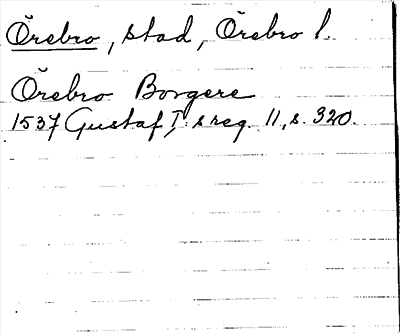 Örebro, stad, Örebro l.
Örebro Borgere
1537 Gustaf I:s reg. 11, s. 320.